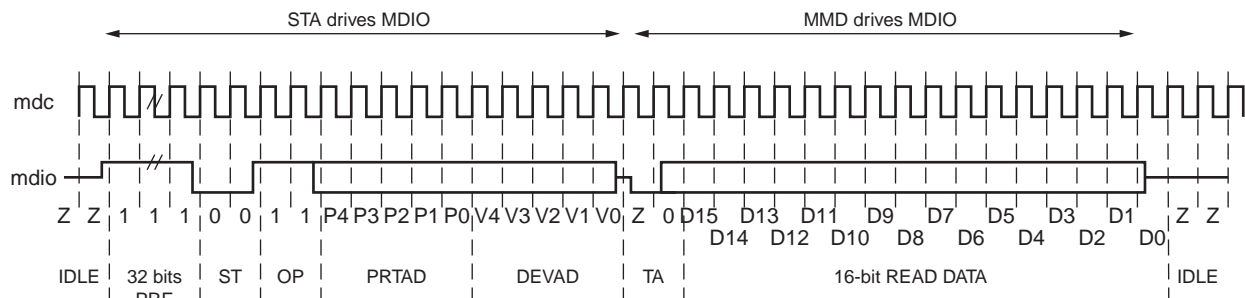 STA drives MDIO MMD drives MDIO
mdc
mdio
Z Z 1 1 1 0 0 1 1 P4 P3 P2 P1 P0 V4 V3 V2 V1 V0 Z 0 D15 D13 D11 D9 D7 D5 D3 D1 Z Z
D14 D12 D10 D8 D6 D4 D2 D0
IDLE 32 bits ST OP PRTAD DEVAD TA 16-bit READ DATA IDLE
PRE